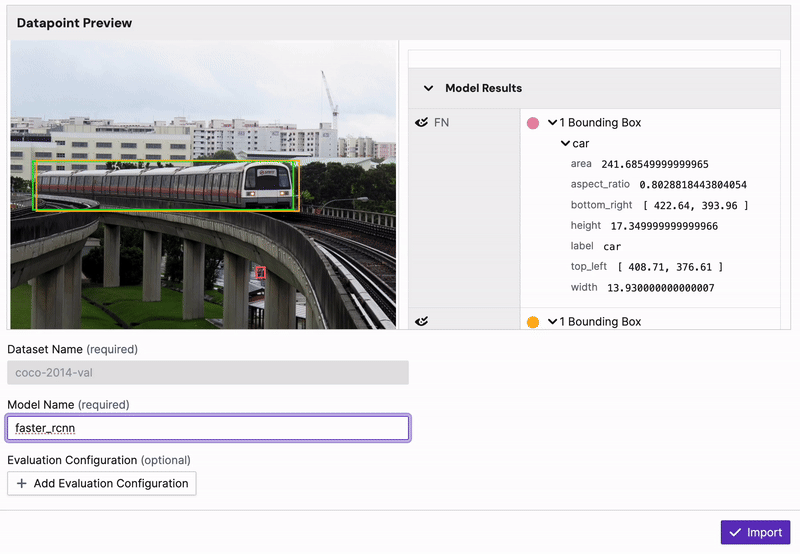 Datapoint Preview
Model Results
FN
1 Bounding Box
car
area 241.68549999999965
aspect_ratio 0.8028818443804054
bottom_right [ 422.64, 393.96 ]
height 17.349999999999966
label car
top_left [ 408.71, 376.61 ]
width 13.930000000000007
1 Bounding Box
Dataset Name (required)
coco-2014-val
Model Name (required)
faster_rcnn
Evaluation Configuration (optional)
+ Add Evaluation Configuration
Import